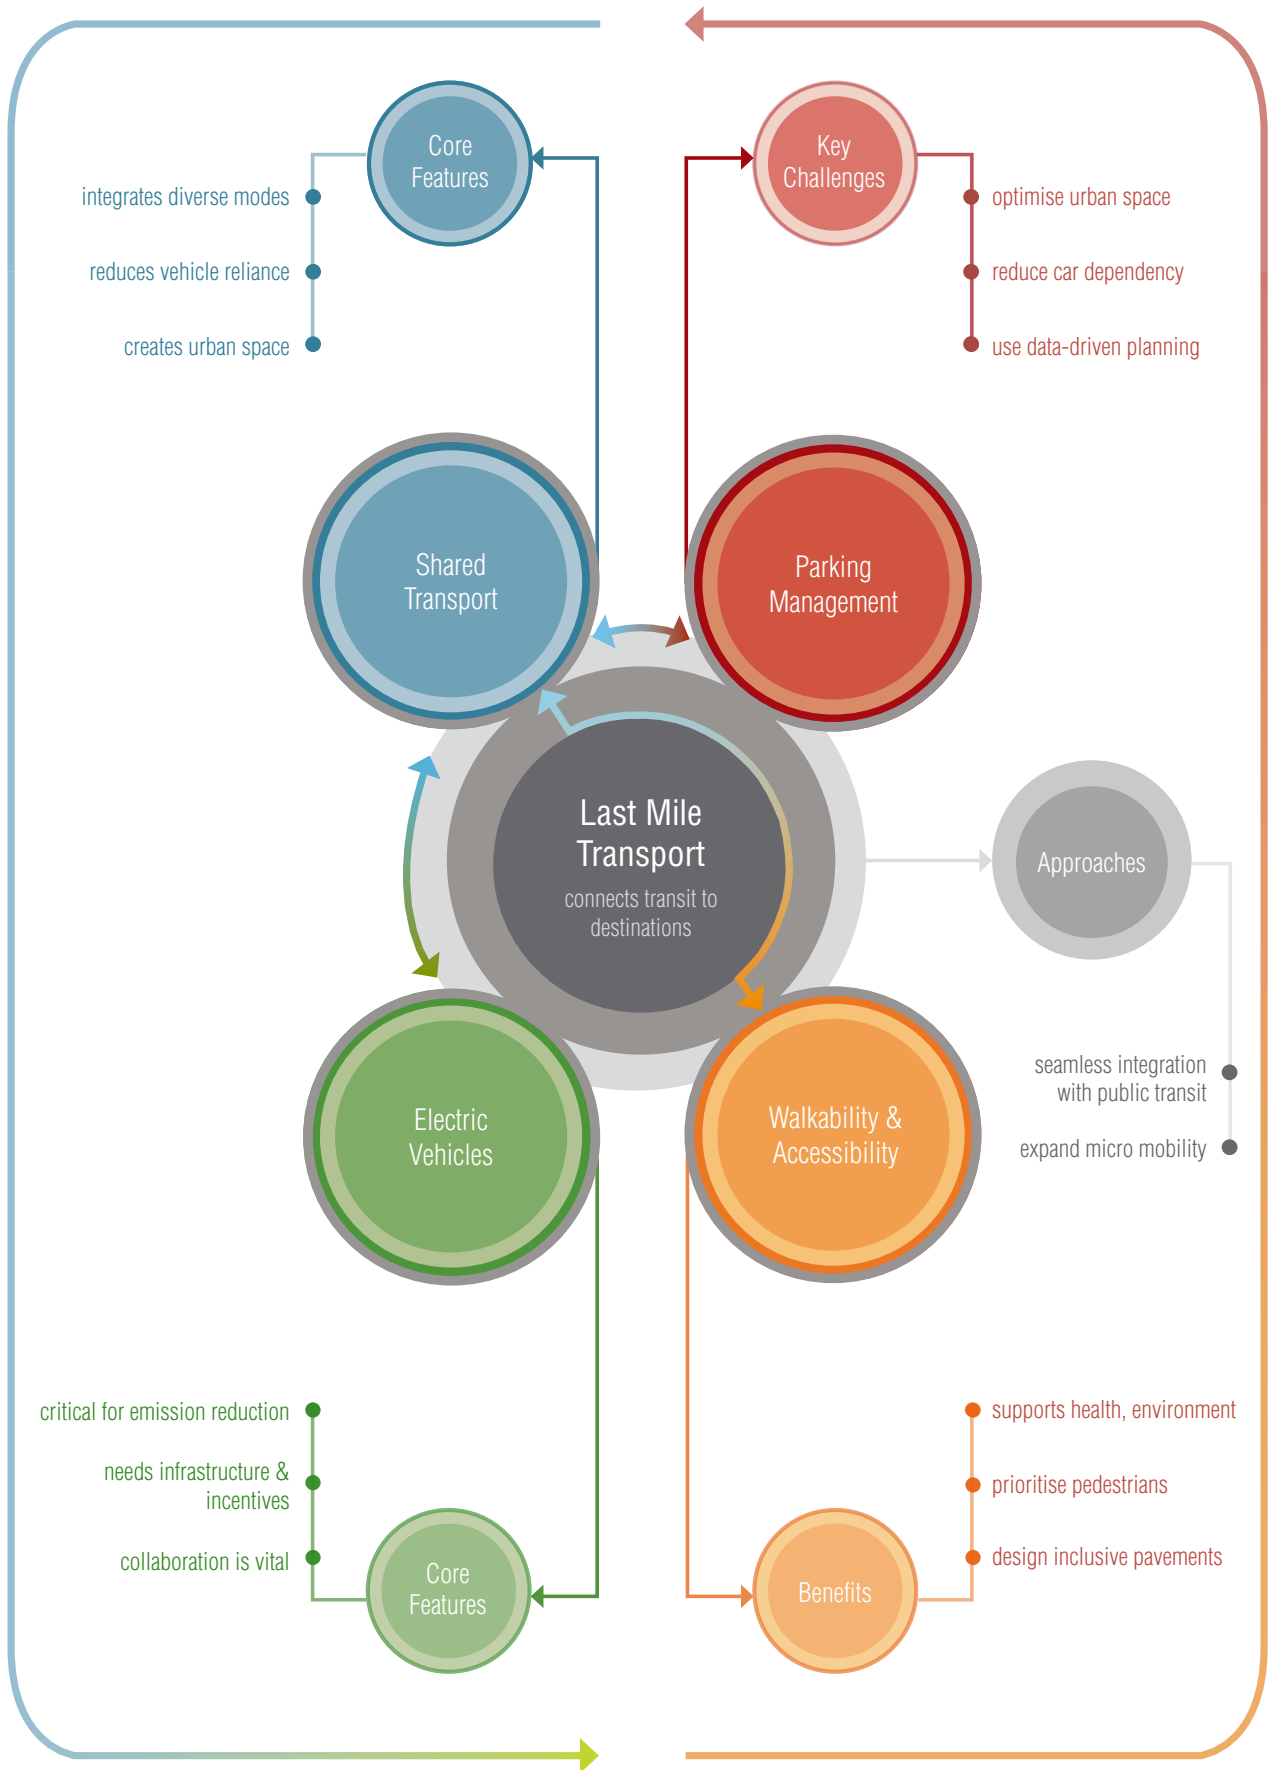 Core
Features
integrates diverse modes
reduces vehicle reliance
creates urban space
Key
Challenges
optimise urban space
reduce car dependency
use data-driven planning
Shared
Transport
Parking
Management
Last Mile
Transport
connects transit to
destinations
Approaches
seamless integration
with public transit
expand micro mobility
Electric
Vehicles
Walkability &
Accessibility
critical for emission reduction
needs infrastructure &
incentives
collaboration is vital
Core
Features
supports health, environment
prioritise pedestrians
design inclusive pavements
Benefits